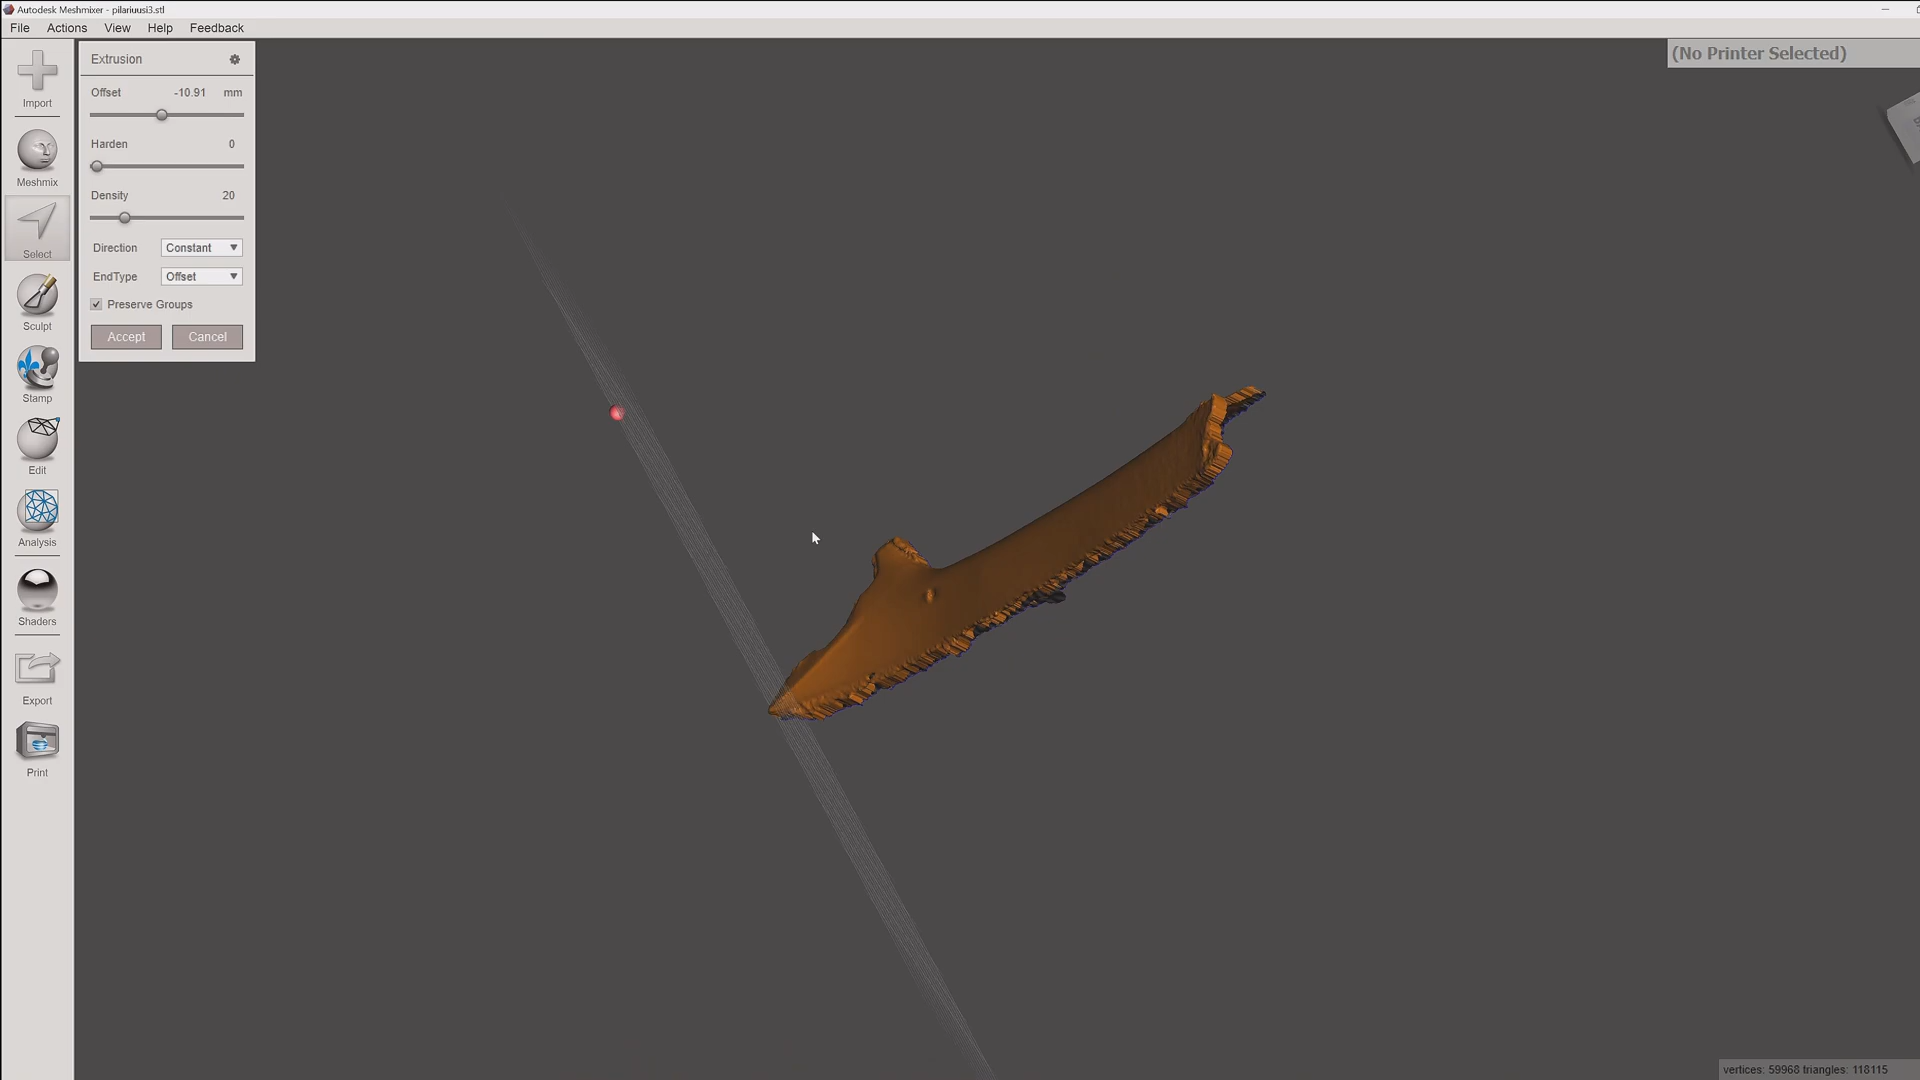 Autodesk Meshmixer - pilariuusi3.stl
File Actions View Help Feedback
(No Printer Selected)
Extrusion
Offset -10.91 mm
Harden 0
Density 20
Direction Constant
EndType Offset
Preserve Groups
Accept Cancel
Import
Meshmix
Select
Sculpt
Stamp
Edit
Analysis
Shaders
Export
Print
vertices: 59968 triangles: 118115